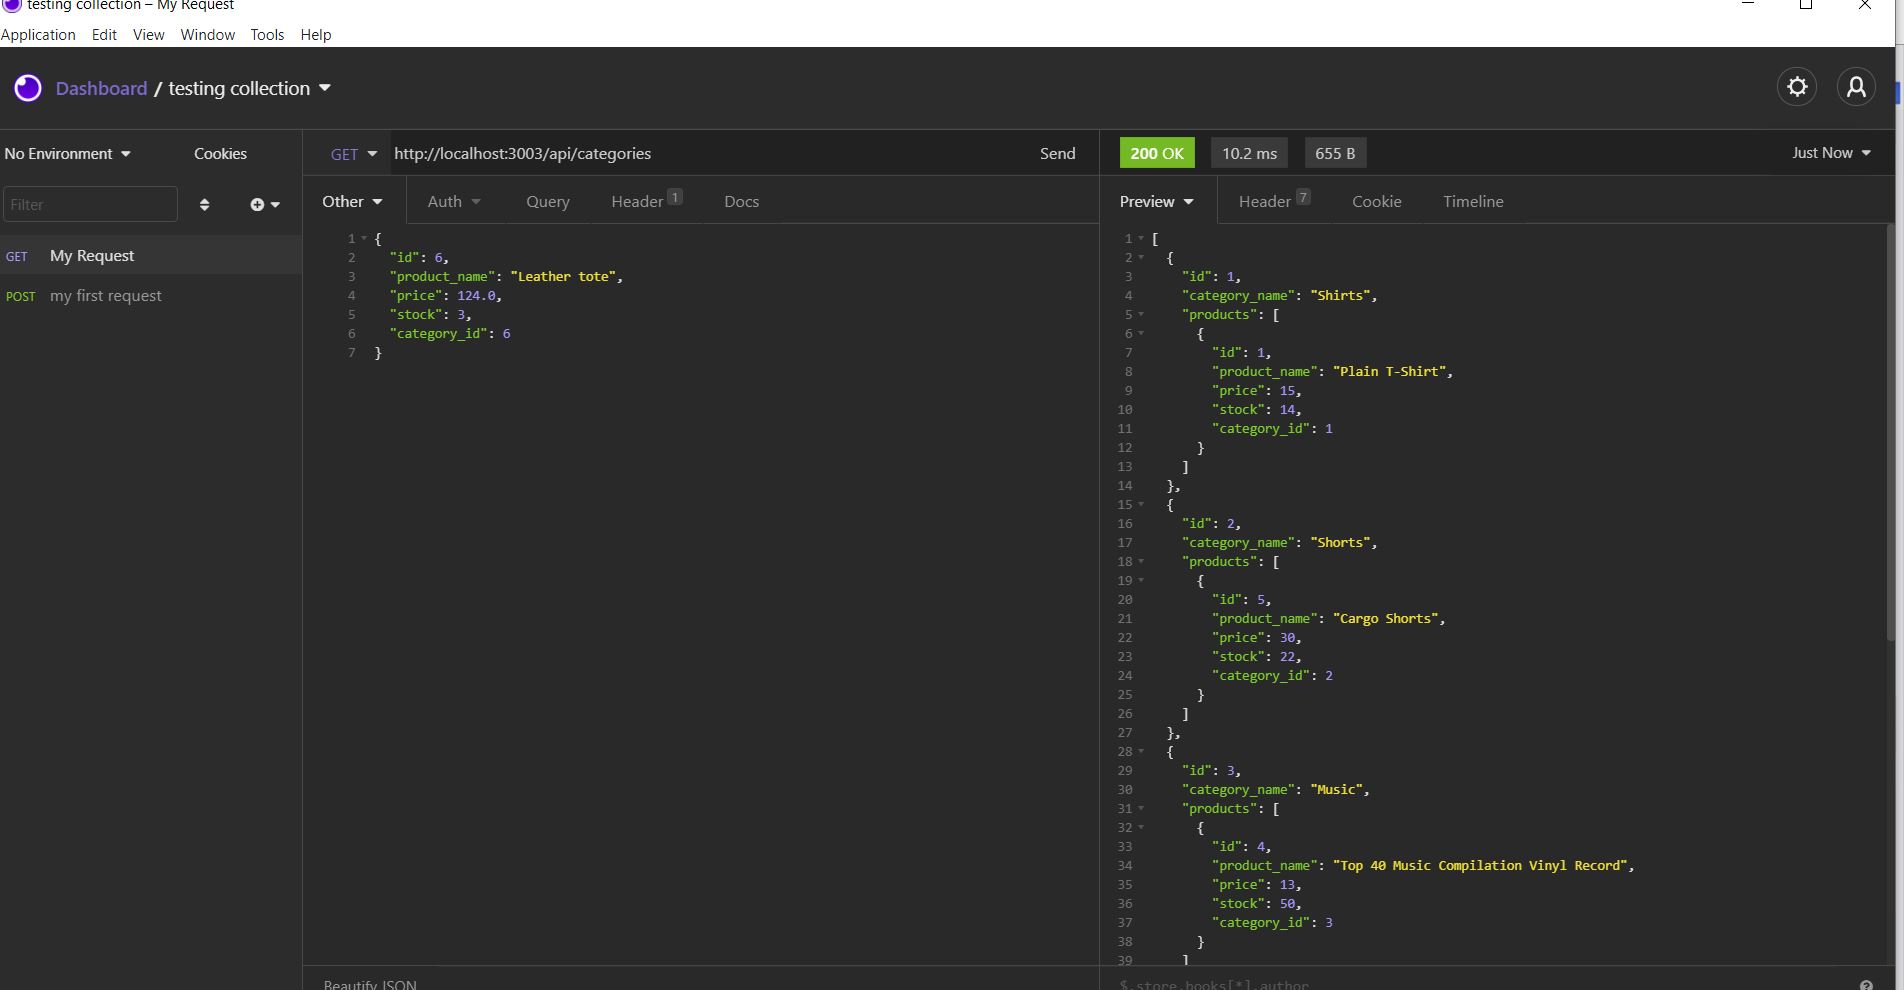 testing collection – My Request
Application Edit View Window Tools Help
Dashboard / testing collection
No Environment Cookies
GET http://localhost:3003/api/categories Send
200 OK 10.2 ms 655 B Just Now
Filter
Other Auth Query Header 1 Docs
Preview Header 7 Cookie Timeline
GET My Request
POST my first request
1 {
2 "id": 6,
3 "product_name": "Leather tote",
4 "price": 124.0,
5 "stock": 3,
6 "category_id": 6
7 }
1 [
2 {
3 "id": 1,
4 "category_name": "Shirts",
5 "products": [
6 {
7 "id": 1,
8 "product_name": "Plain T-Shirt",
9 "price": 15,
10 "stock": 14,
11 "category_id": 1
12 }
13 ]
14 },
15 {
16 "id": 2,
17 "category_name": "Shorts",
18 "products": [
19 {
20 "id": 5,
21 "product_name": "Cargo Shorts",
22 "price": 30,
23 "stock": 22,
24 "category_id": 2
25 }
26 ]
27 },
28 {
29 "id": 3,
30 "category_name": "Music",
31 "products": [
32 {
33 "id": 4,
34 "product_name": "Top 40 Music Compilation Vinyl Record",
35 "price": 13,
36 "stock": 50,
37 "category_id": 3
38 }
39 ]
Beautify JSON
$.store.books[*].author